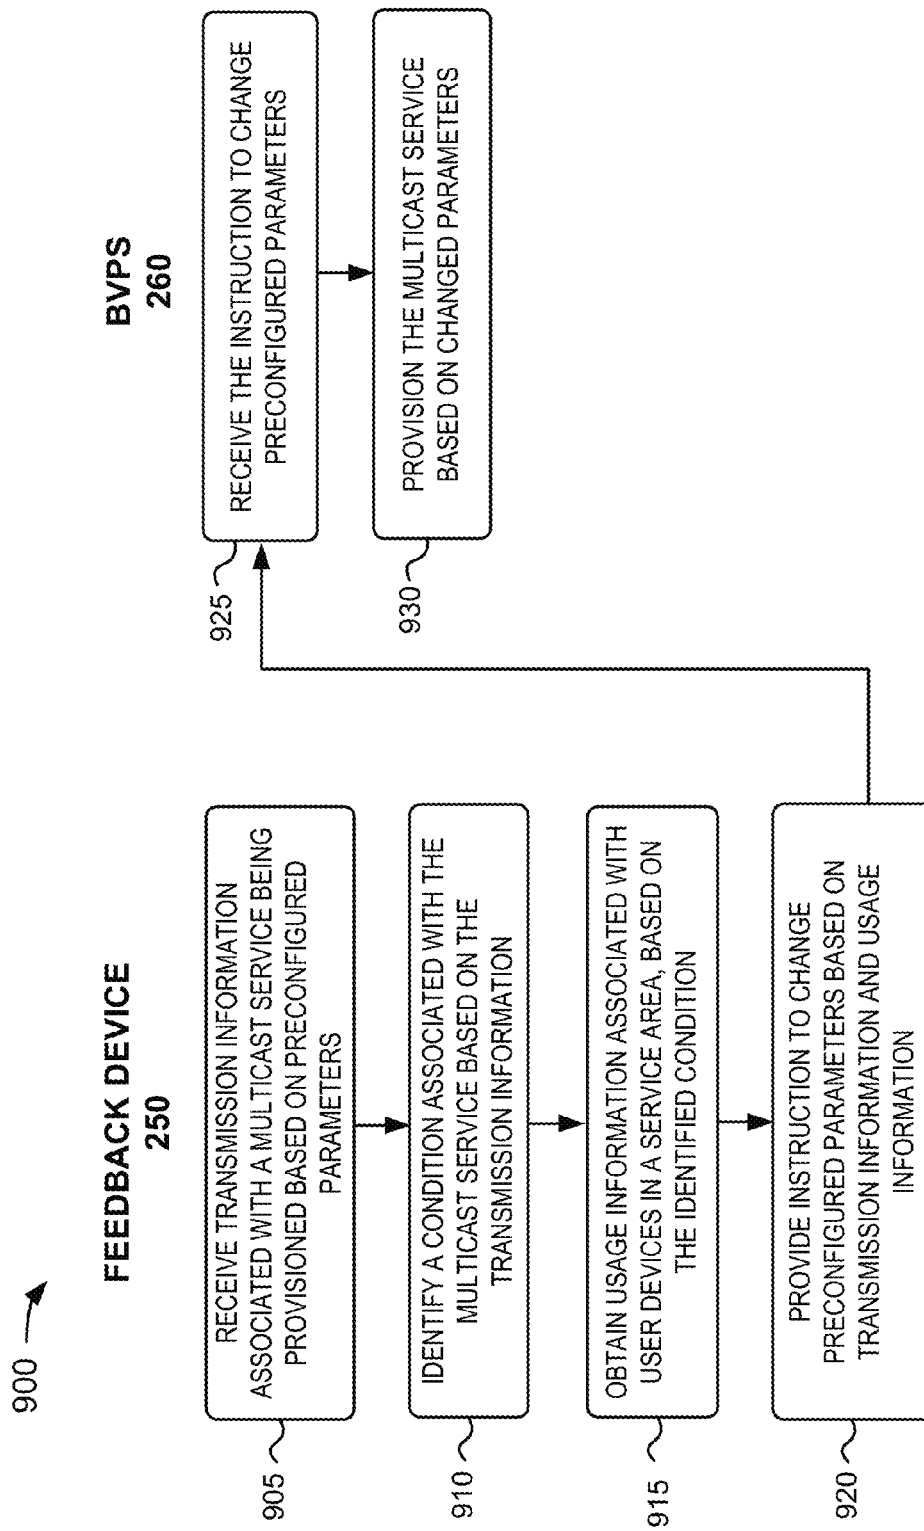 900
FEEDBACK DEVICE
250
905
RECEIVE TRANSMISSION INFORMATION
ASSOCIATED WITH A MULTICAST SERVICE BEING
PROVISIONED BASED ON PRECONFIGURED
PARAMETERS
910
IDENTIFY A CONDITION ASSOCIATED WITH THE
MULTICAST SERVICE BASED ON THE
TRANSMISSION INFORMATION
915
OBTAIN USAGE INFORMATION ASSOCIATED WITH
USER DEVICES IN A SERVICE AREA, BASED ON
THE IDENTIFIED CONDITION
920
PROVIDE INSTRUCTION TO CHANGE
PRECONFIGURED PARAMETERS BASED ON
TRANSMISSION INFORMATION AND USAGE
INFORMATION
BVPS
260
925
RECEIVE THE INSTRUCTION TO CHANGE
PRECONFIGURED PARAMETERS
930
PROVISION THE MULTICAST SERVICE
BASED ON CHANGED PARAMETERS